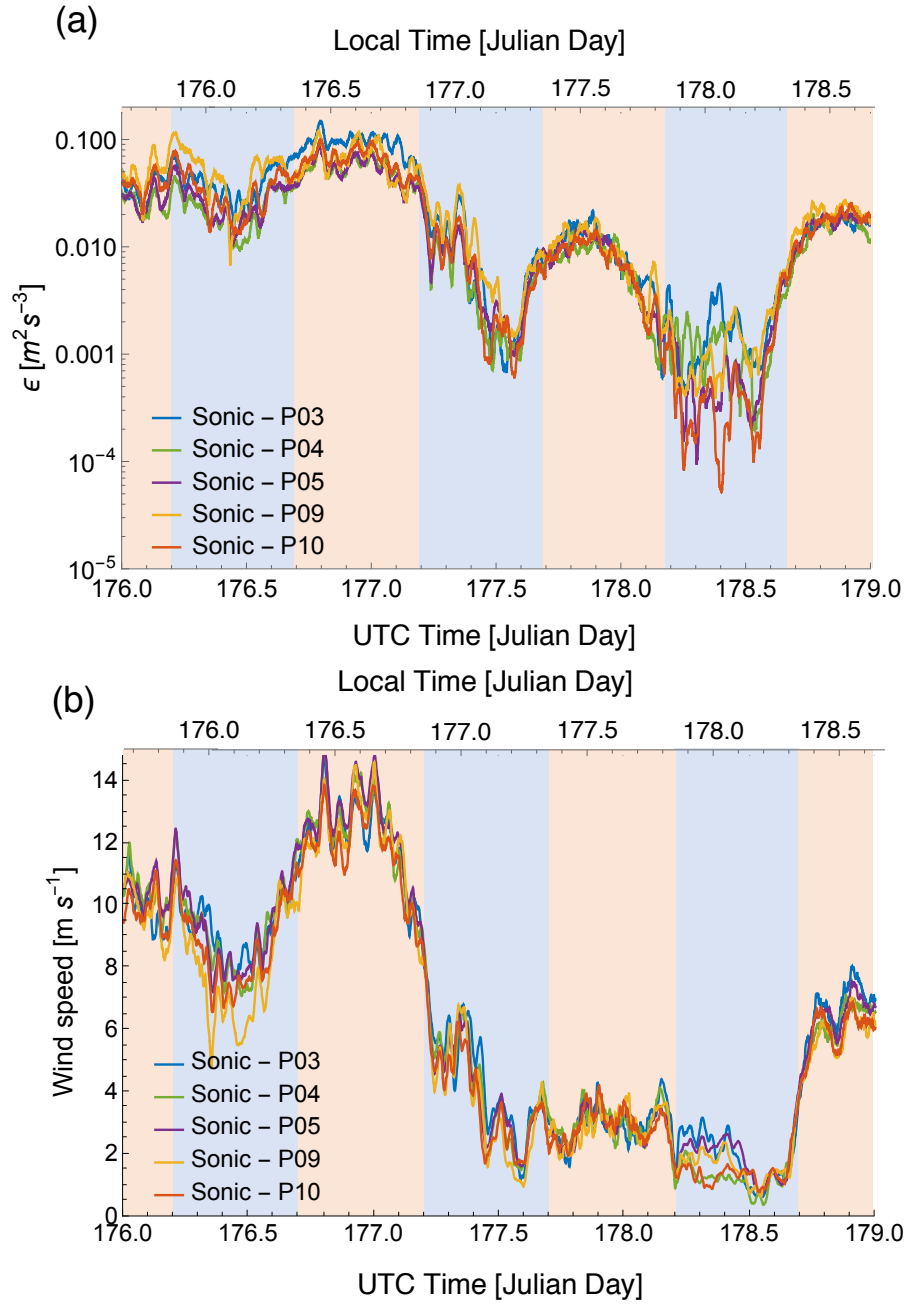 (a)
Local Time [Julian Day]
176.0 176.5 177.0 177.5 178.0 178.5
0.100
0.010
0.001
10⁻⁴
10⁻⁵
ϵ [m² s⁻³]
Sonic – P03
Sonic – P04
Sonic – P05
Sonic – P09
Sonic – P10
176.0 176.5 177.0 177.5 178.0 178.5 179.0
UTC Time [Julian Day]
(b)
Local Time [Julian Day]
176.0 176.5 177.0 177.5 178.0 178.5
14
12
10
8
6
4
2
0
Wind speed [m s⁻¹]
Sonic – P03
Sonic – P04
Sonic – P05
Sonic – P09
Sonic – P10
176.0 176.5 177.0 177.5 178.0 178.5 179.0
UTC Time [Julian Day]